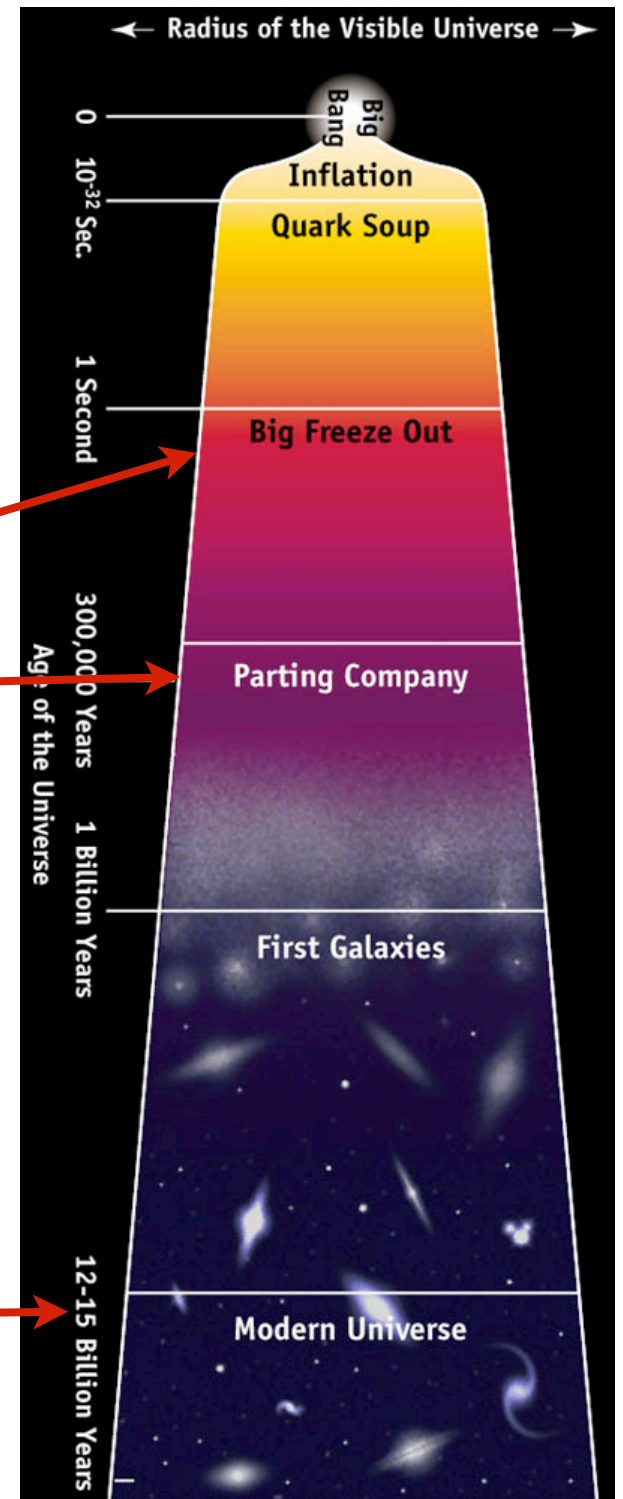 ← Radius of the Visible Universe →
Big
Bang
0
Inflation
10⁻³² Sec.
Quark Soup
1 Second
Big Freeze Out
300,000 Years
Parting Company
Age of the Universe
1 Billion Years
First Galaxies
12-15 Billion Years
Modern Universe